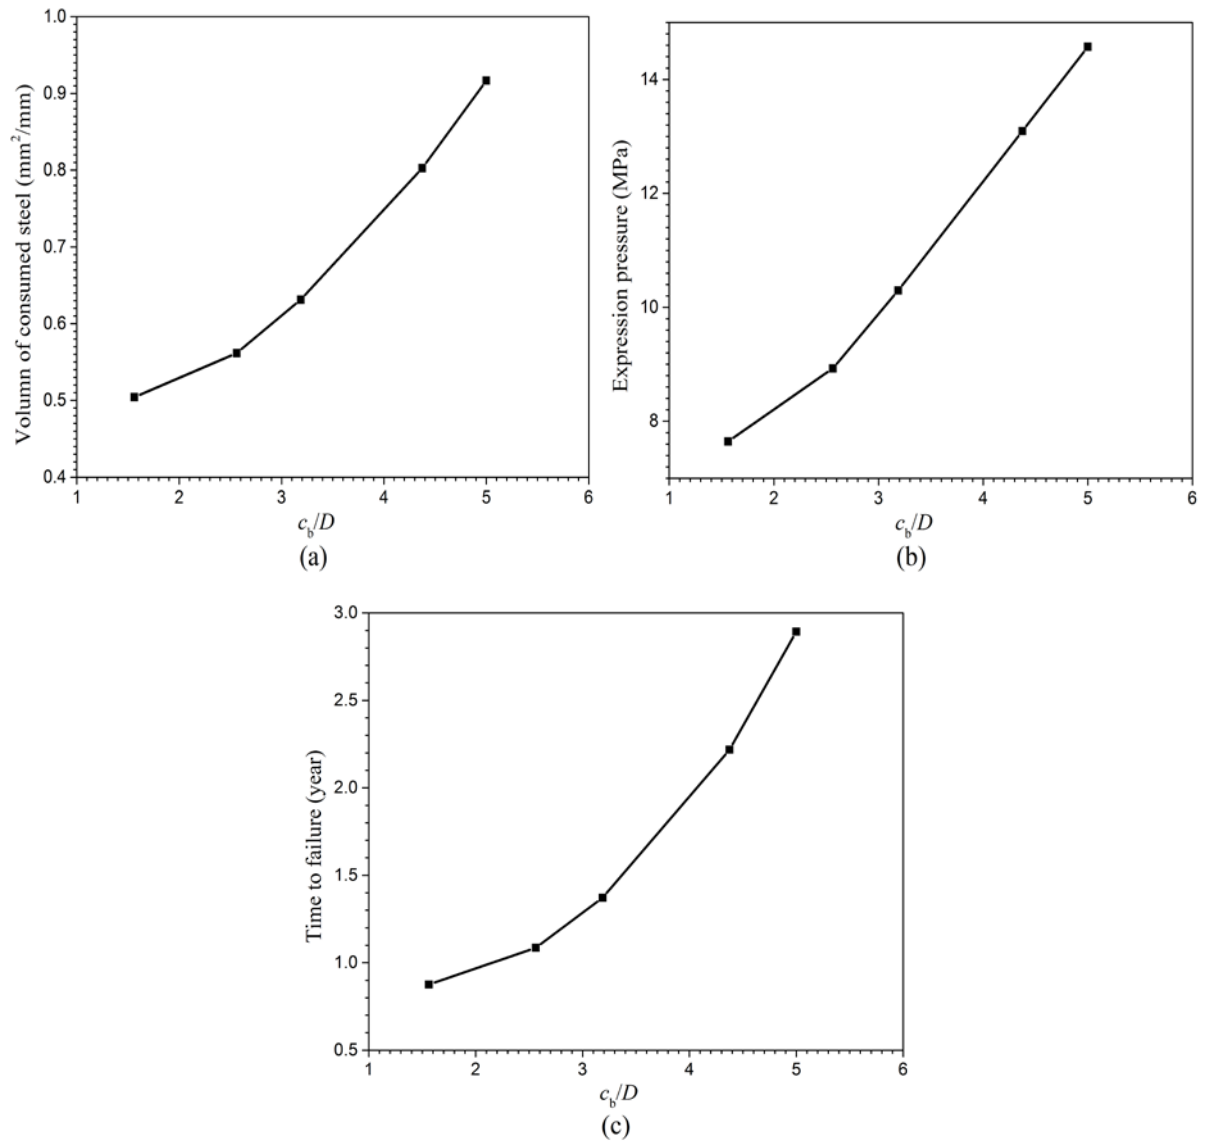 1.0
0.9
0.8
0.7
0.6
0.5
0.4
Volumn of consumed steel (mm²/mm)
1 2 3 4 5 6
c_b/D
(a)
14
12
10
8
Expression pressure (MPa)
1 2 3 4 5 6
c_b/D
(b)
3.0
2.5
2.0
1.5
1.0
0.5
Time to failure (year)
1 2 3 4 5 6
c_b/D
(c)